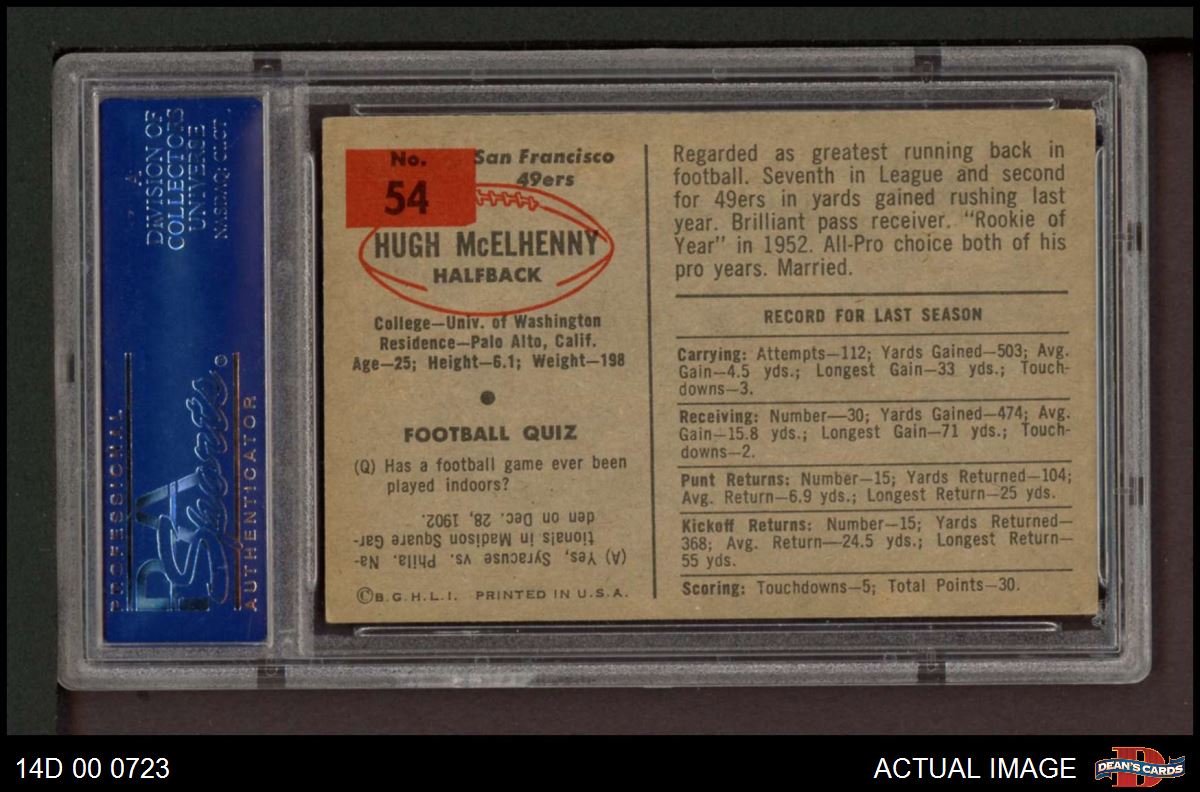 A
DIVISION OF
COLLECTORS
UNIVERSE
NASDAQ: CLCT
PROFESSIONAL
PSA
Sports
AUTHENTICATOR
No.
54
San Francisco
49ers
HUGH McELHENNY
HALFBACK
College—Univ. of Washington
Residence—Palo Alto, Calif.
Age—25; Height—6.1; Weight—198
FOOTBALL QUIZ
(Q) Has a football game ever been
played indoors?
(A) Yes, Syracuse vs. Phila. Na-
tionals in Madison Square Gar-
den on Dec. 28, 1902.
©B.G.H.L.I. PRINTED IN U.S.A.
Regarded as greatest running back in
football. Seventh in League and second
for 49ers in yards gained rushing last
year. Brilliant pass receiver. "Rookie of
Year" in 1952. All-Pro choice both of his
pro years. Married.
RECORD FOR LAST SEASON
Carrying: Attempts—112; Yards Gained—503; Avg.
Gain—4.5 yds.; Longest Gain—33 yds.; Touch-
downs—3.
Receiving: Number—30; Yards Gained—474; Avg.
Gain—15.8 yds.; Longest Gain—71 yds.; Touch-
downs—2.
Punt Returns: Number—15; Yards Returned—104;
Avg. Return—6.9 yds.; Longest Return—25 yds.
Kickoff Returns: Number—15; Yards Returned—
368; Avg. Return—24.5 yds.; Longest Return—
55 yds.
Scoring: Touchdowns—5; Total Points—30.
14D 00 0723
ACTUAL IMAGE
D
DEAN'S CARDS